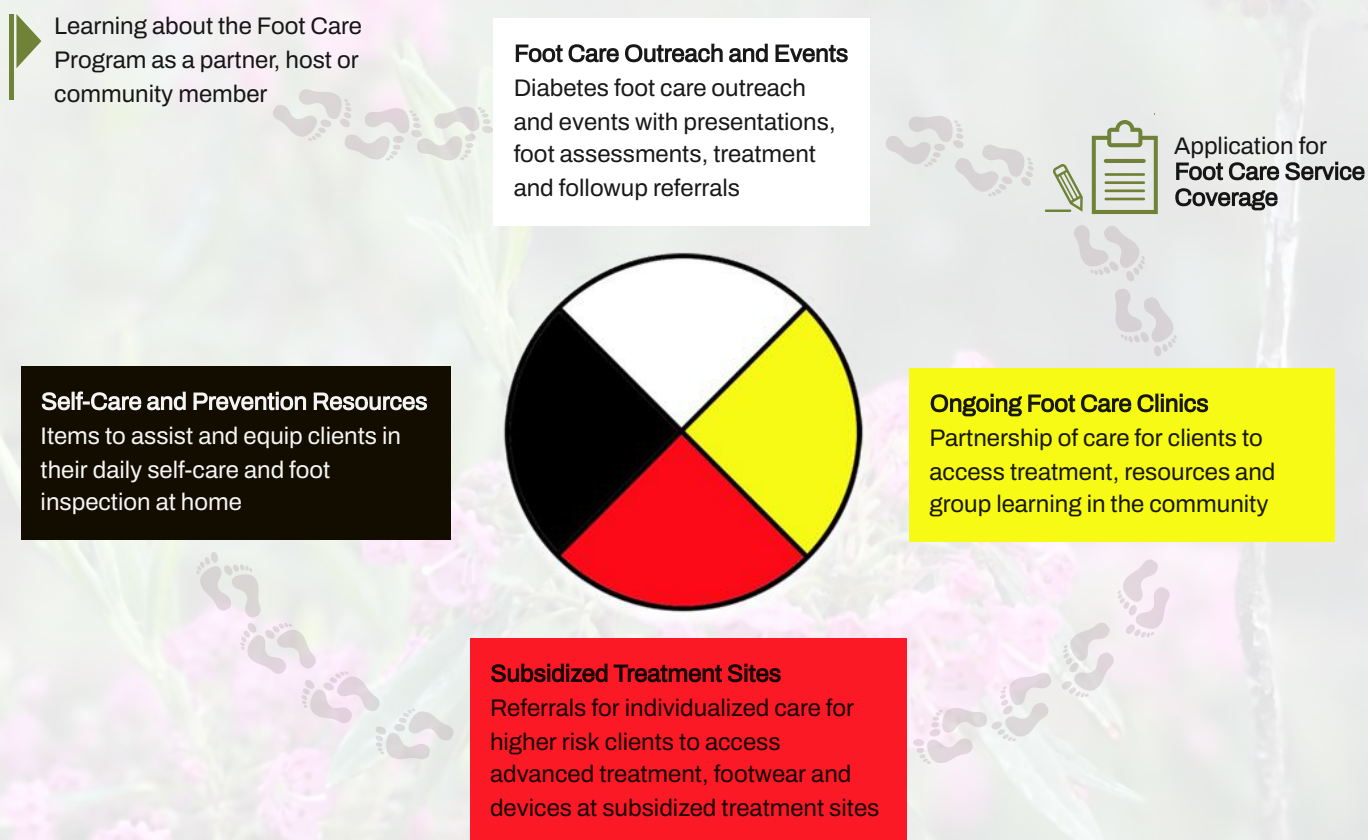 Learning about the Foot Care
Program as a partner, host or
community member
Foot Care Outreach and Events
Diabetes foot care outreach
and events with presentations,
foot assessments, treatment
and followup referrals
Application for
Foot Care Service
Coverage
Self-Care and Prevention Resources
Items to assist and equip clients in
their daily self-care and foot
inspection at home
Ongoing Foot Care Clinics
Partnership of care for clients to
access treatment, resources and
group learning in the community
Subsidized Treatment Sites
Referrals for individualized care for
higher risk clients to access
advanced treatment, footwear and
devices at subsidized treatment sites